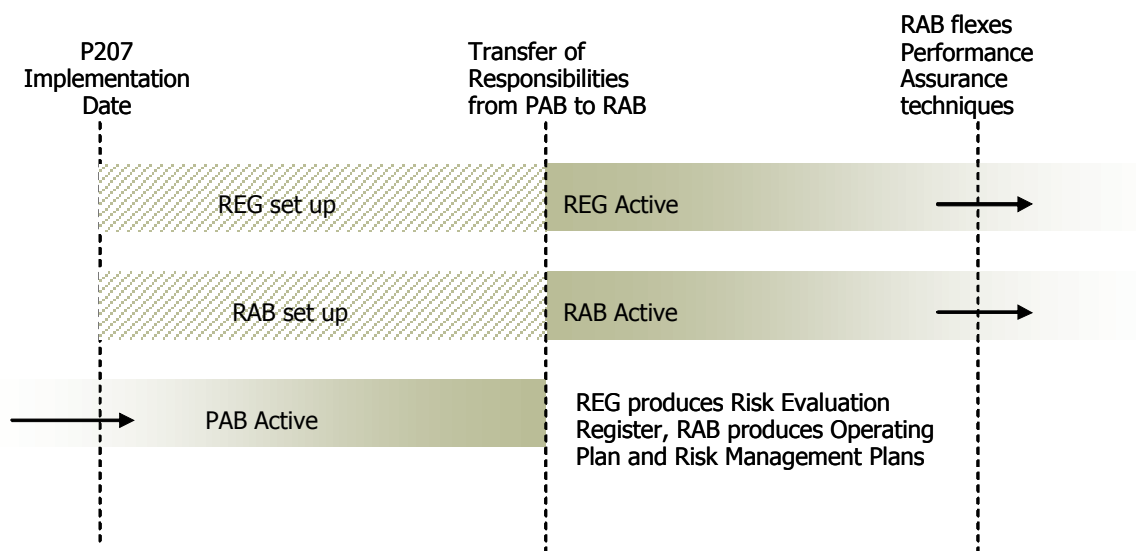 P207
Implementation
Date
Transfer of
Responsibilities
from PAB to RAB
RAB flexes
Performance
Assurance
techniques
REG set up
REG Active
RAB set up
RAB Active
PAB Active
REG produces Risk Evaluation
Register, RAB produces Operating
Plan and Risk Management Plans